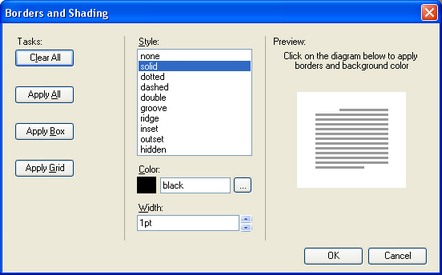 Borders and Shading
Tasks:
Clear All
Apply All
Apply Box
Apply Grid
Style:
none
solid
dotted
dashed
double
groove
ridge
inset
outset
hidden
Color:
black
...
Width:
1pt
Preview:
Click on the diagram below to apply
borders and background color
OK
Cancel